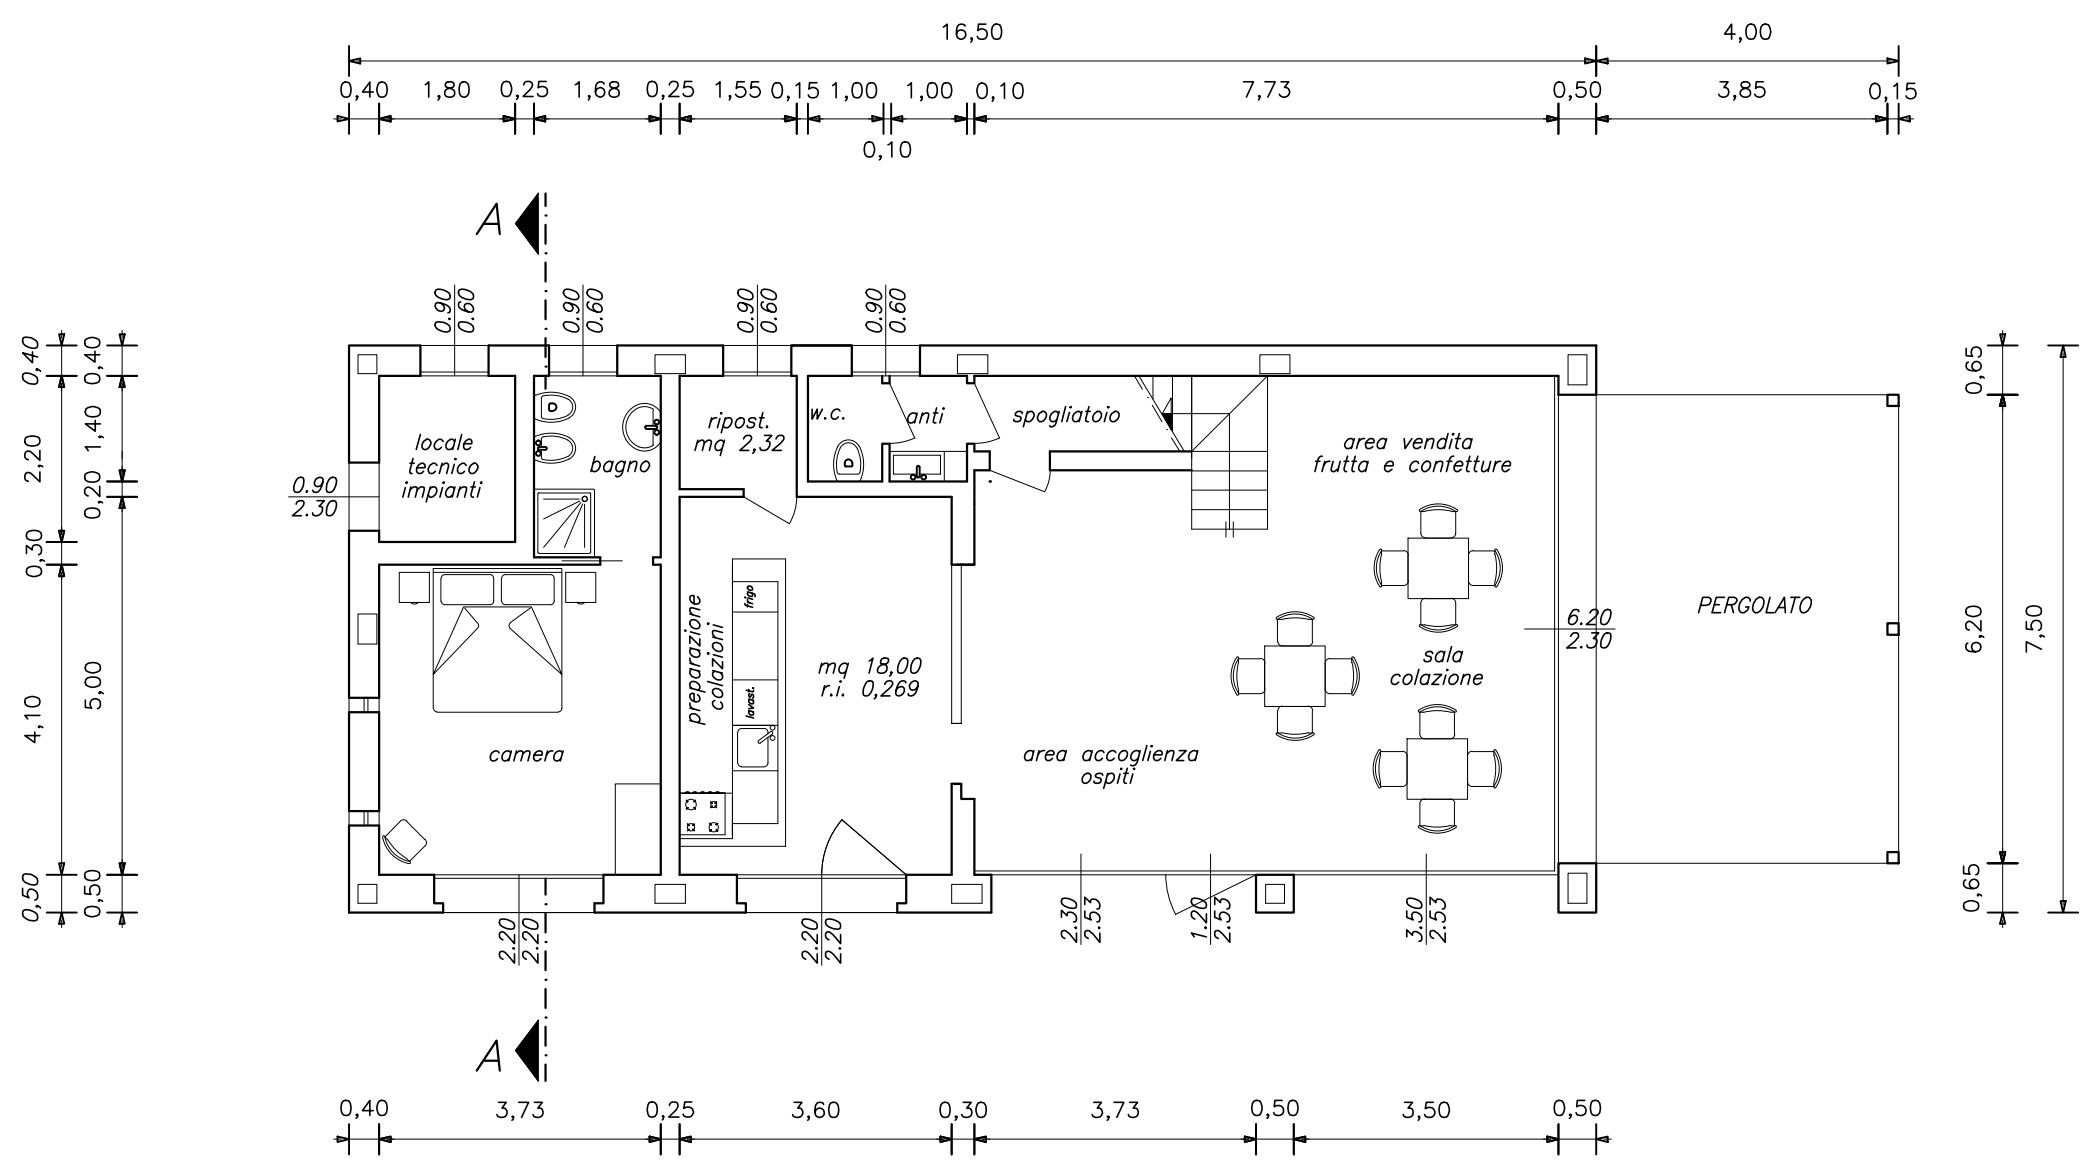 16,50
4,00
0,40
1,80
0,25
1,68
0,25
1,55
0,15
1,00
1,00
0,10
7,73
0,50
3,85
0,15
0,10
A
0.90
0.60
0.90
0.60
0.90
0.60
0.90
0.60
0,40
0,40
0,65
2,20
1,40
0,20
0,30
locale
tecnico
impianti
bagno
ripost.
mq 2,32
w.c.
anti
spogliatoio
area vendita
frutta e confetture
0.90
2.30
4,10
5,00
preparazione
colazioni
frigo
lavast.
mq 18,00
r.i. 0,269
6.20
2.30
PERGOLATO
sala
colazione
6,20
7,50
camera
area accoglienza
ospiti
0,50
0,50
0,65
2.20
2.20
2.20
2.20
2.30
2.53
1.20
2.53
3.50
2.53
A
0,40
3,73
0,25
3,60
0,30
3,73
0,50
3,50
0,50